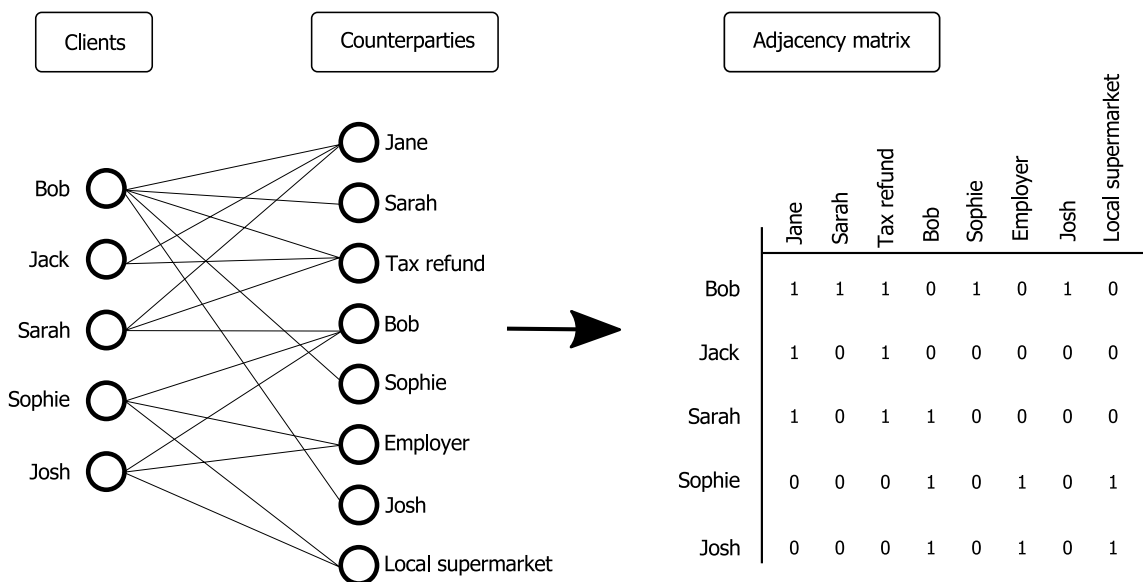 Clients
Counterparties
Adjacency matrix
Bob
Jack
Sarah
Sophie
Josh
Jane
Sarah
Tax refund
Bob
Sophie
Employer
Josh
Local supermarket
Jane Sarah Tax refund Bob Sophie Employer Josh Local supermarket
Bob 1 1 1 0 1 0 1 0
Jack 1 0 1 0 0 0 0 0
Sarah 1 0 1 1 0 0 0 0
Sophie 0 0 0 1 0 1 0 1
Josh 0 0 0 1 0 1 0 1